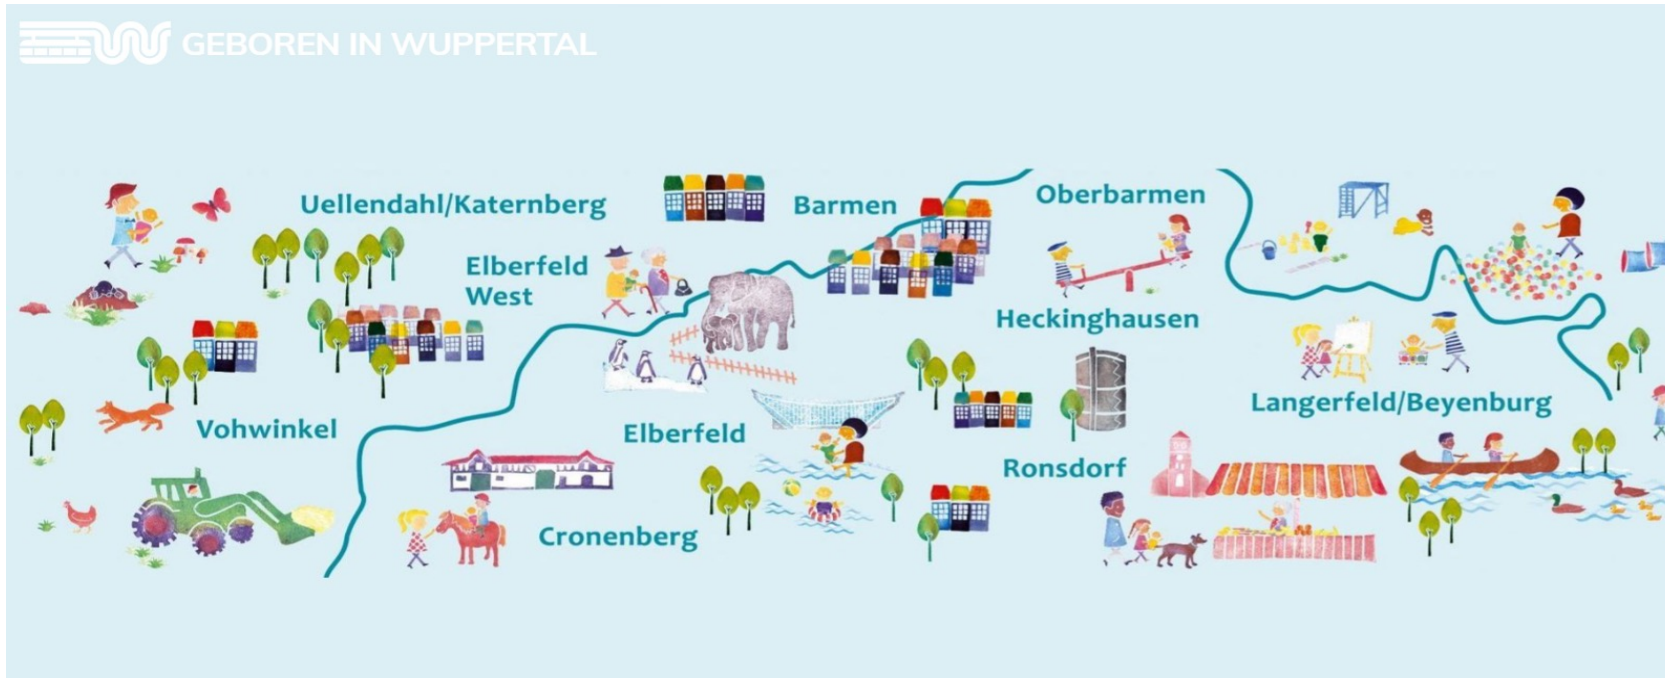 GEBOREN IN WUPPERTAL
Uellendahl/Katernberg
Barmen
Oberbarmen
Elberfeld
West
Heckinghausen
Vohwinkel
Elberfeld
Langerfeld/Beyenburg
Ronsdorf
Cronenberg